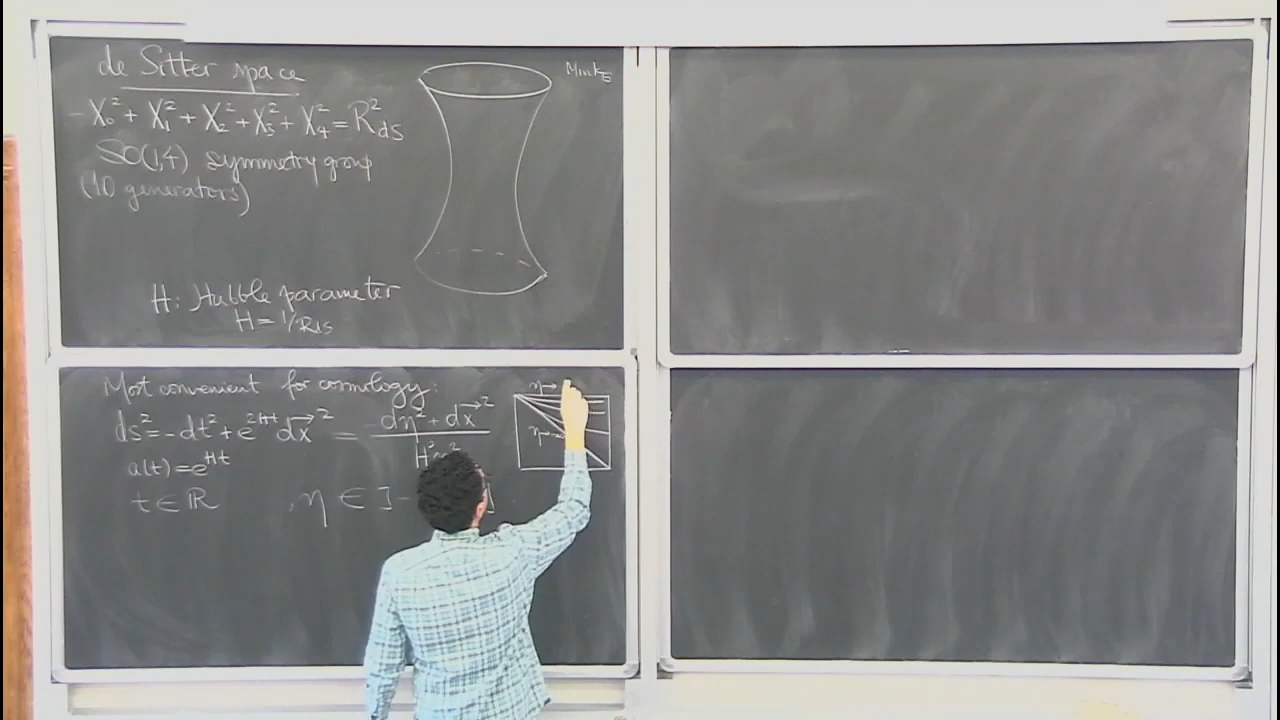 de Sitter space
-X₀² + X₁² + X₂² + X₃² + X₄² = R²dS
SO(1,4) symmetry group
(10 generators)
H: Hubble parameter
H = 1/RdS
Mink₅
Most convenient for cosmology:
ds² = -dt² + e^{2Ht} dx⃗² = (-dη² + dx⃗²)/(H²η²)
a(t) = e^{Ht}
t ∈ ℝ , η ∈ ]-
η→
η→-